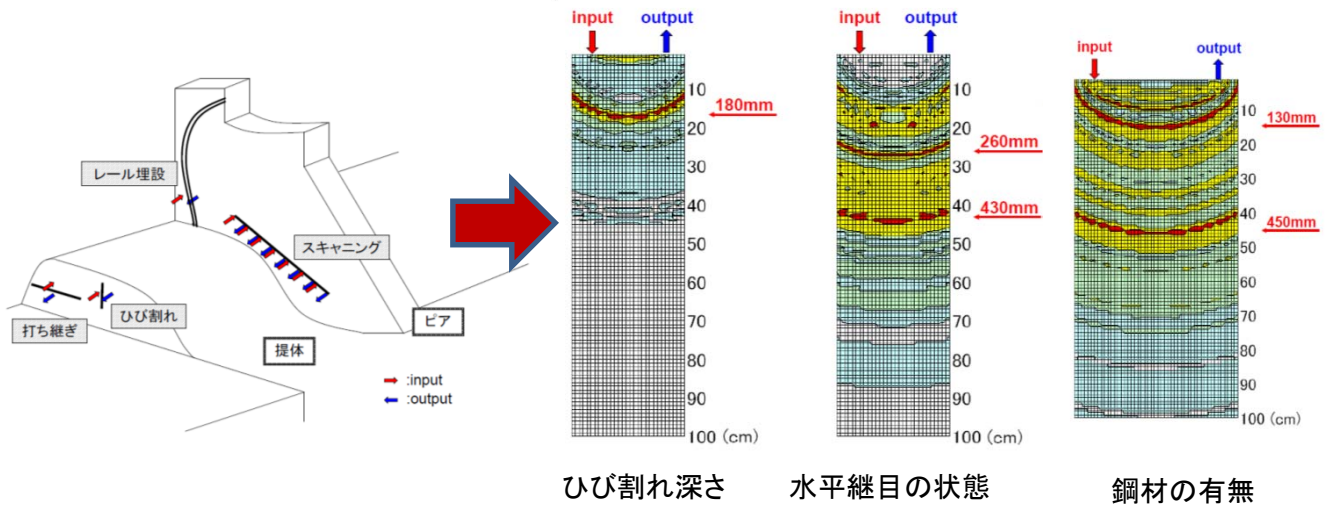 レール埋設
スキャニング
打ち継ぎ
ひび割れ
提体
ピア
:input
:output
input output
10
20
30
40
50
60
70
80
90
100 (cm)
180mm
ひび割れ深さ
input output
10
20
30
40
50
60
70
80
90
100 (cm)
260mm
430mm
水平継目の状態
input output
10
20
30
40
50
60
70
80
90
100 (cm)
130mm
450mm
鋼材の有無